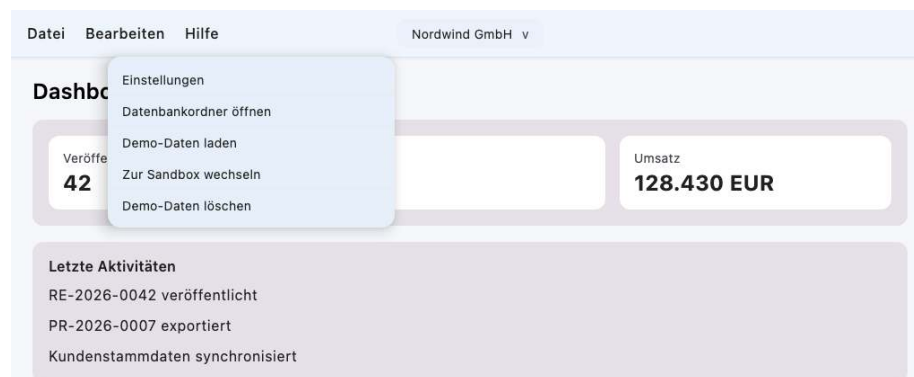 Datei Bearbeiten Hilfe Nordwind GmbH v
Einstellungen
Datenbankordner öffnen
Demo-Daten laden
Zur Sandbox wechseln
Demo-Daten löschen
Dashbo
Veröffe
42
Umsatz
128.430 EUR
Letzte Aktivitäten
RE-2026-0042 veröffentlicht
PR-2026-0007 exportiert
Kundenstammdaten synchronisiert